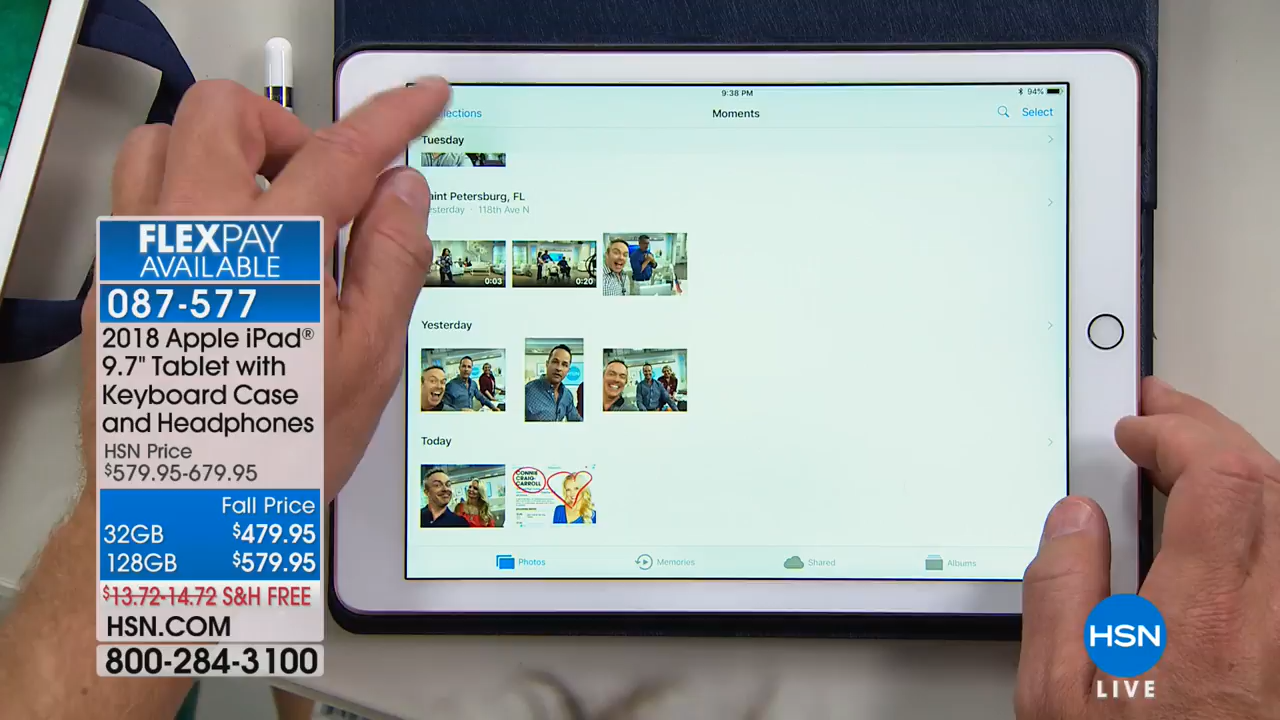 FLEXPAY
AVAILABLE
087-577
2018 Apple iPad®
9.7" Tablet with
Keyboard Case
and Headphones
HSN Price
$579.95-679.95
Fall Price
32GB $479.95
128GB $579.95
$13.72-14.72 S&H FREE
HSN.COM
800-284-3100
9:38 PM
94%
Moments
Select
Tuesday
aint Petersburg, FL
esterday · 118th Ave N
0:03
0:20
Yesterday
Today
CONNIE
CRAIG-
CARROLL
Photos
Memories
Shared
Albums
HSN
LIVE